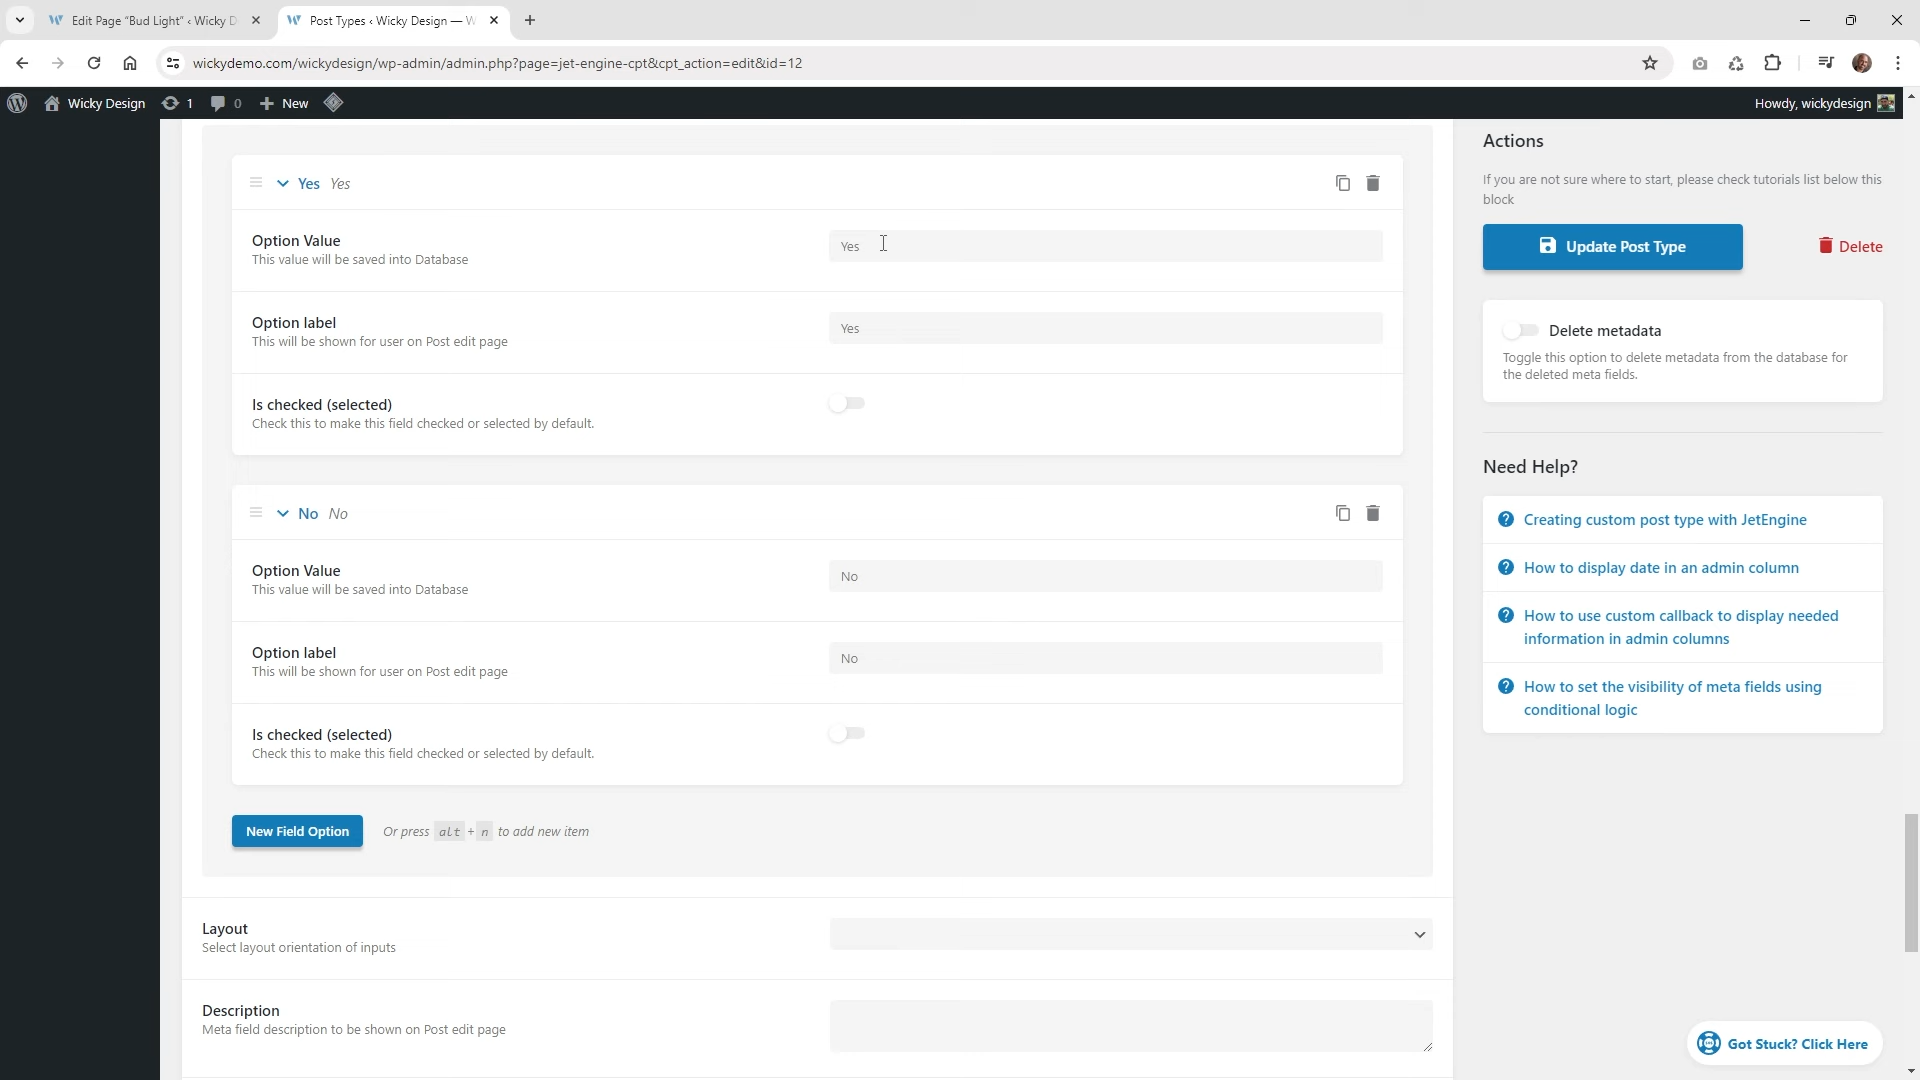 Edit Page "Bud Light" ‹ Wicky D
Post Types ‹ Wicky Design — W
wickydemo.com/wickydesign/wp-admin/admin.php?page=jet-engine-cpt&cpt_action=edit&id=12
Wicky Design
1
0
New
Howdy, wickydesign
Yes Yes
Option Value
This value will be saved into Database
Yes
Option label
This will be shown for user on Post edit page
Yes
Is checked (selected)
Check this to make this field checked or selected by default.
No No
Option Value
This value will be saved into Database
No
Option label
This will be shown for user on Post edit page
No
Is checked (selected)
Check this to make this field checked or selected by default.
New Field Option
Or press alt + n to add new item
Layout
Select layout orientation of inputs
Description
Meta field description to be shown on Post edit page
Actions
If you are not sure where to start, please check tutorials list below this
block
Update Post Type
Delete
Delete metadata
Toggle this option to delete metadata from the database for
the deleted meta fields.
Need Help?
Creating custom post type with JetEngine
How to display date in an admin column
How to use custom callback to display needed
information in admin columns
How to set the visibility of meta fields using
conditional logic
Got Stuck? Click Here